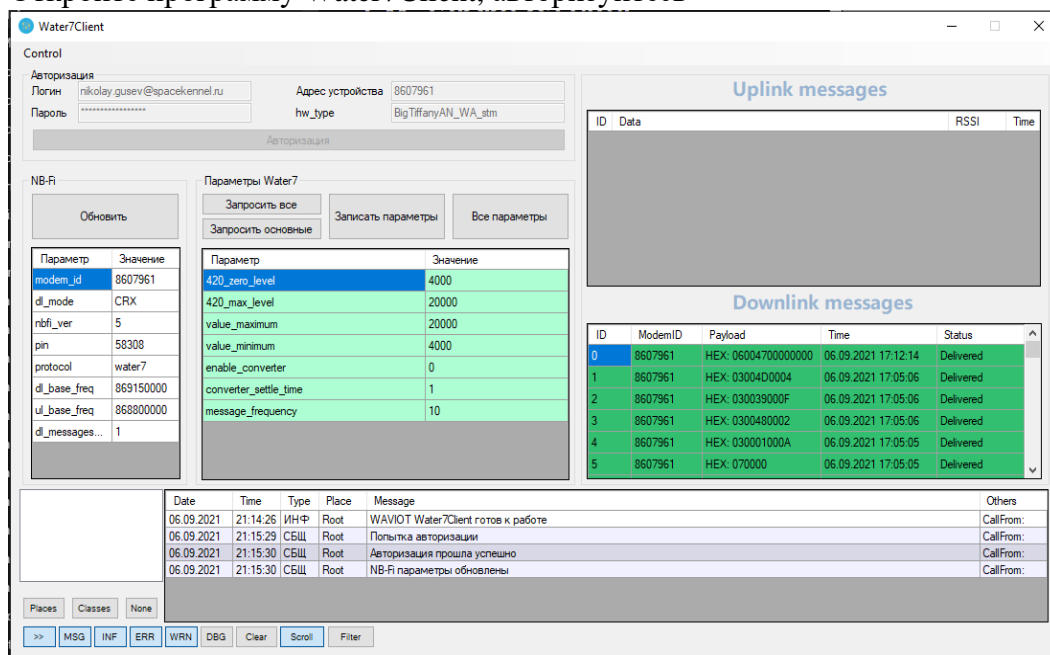 Откройте программу Water7Client, авторизуйтесь
Water7Client
Control
Авторизация
Логин nikolay.gusev@spacekennel.ru Адрес устройства 8607961
Пароль ***************** hw_type BigTiffanyAN_WA_stm
Авторизация
Uplink messages
ID Data RSSI Time
NB-Fi
Обновить
Параметр Значение
modem_id 8607961
dl_mode CRX
nbfi_ver 5
pin 58308
protocol water7
dl_base_freq 869150000
ul_base_freq 868800000
dl_messages... 1
Параметры Water7
Запросить все
Запросить основные
Записать параметры
Все параметры
Параметр Значение
420_zero_level 4000
420_max_level 20000
value_maximum 20000
value_minimum 4000
enable_converter 0
converter_settle_time 1
message_frequency 10
Downlink messages
ID ModemID Payload Time Status
0 8607961 HEX: 06004700000000 06.09.2021 17:12:14 Delivered
1 8607961 HEX: 03004D0004 06.09.2021 17:05:06 Delivered
2 8607961 HEX: 030039000F 06.09.2021 17:05:06 Delivered
3 8607961 HEX: 0300480002 06.09.2021 17:05:06 Delivered
4 8607961 HEX: 030001000A 06.09.2021 17:05:05 Delivered
5 8607961 HEX: 070000 06.09.2021 17:05:05 Delivered
Date Time Type Place Message Others
06.09.2021 21:14:26 ИНФ Root WAVIOT Water7Client готов к работе CallFrom:
06.09.2021 21:15:29 СБЩ Root Попытка авторизации CallFrom:
06.09.2021 21:15:30 СБЩ Root Авторизация прошла успешно CallFrom:
06.09.2021 21:15:30 СБЩ Root NB-Fi параметры обновлены CallFrom:
Places Classes None
>> MSG INF ERR WRN DBG Clear Scroll Filter